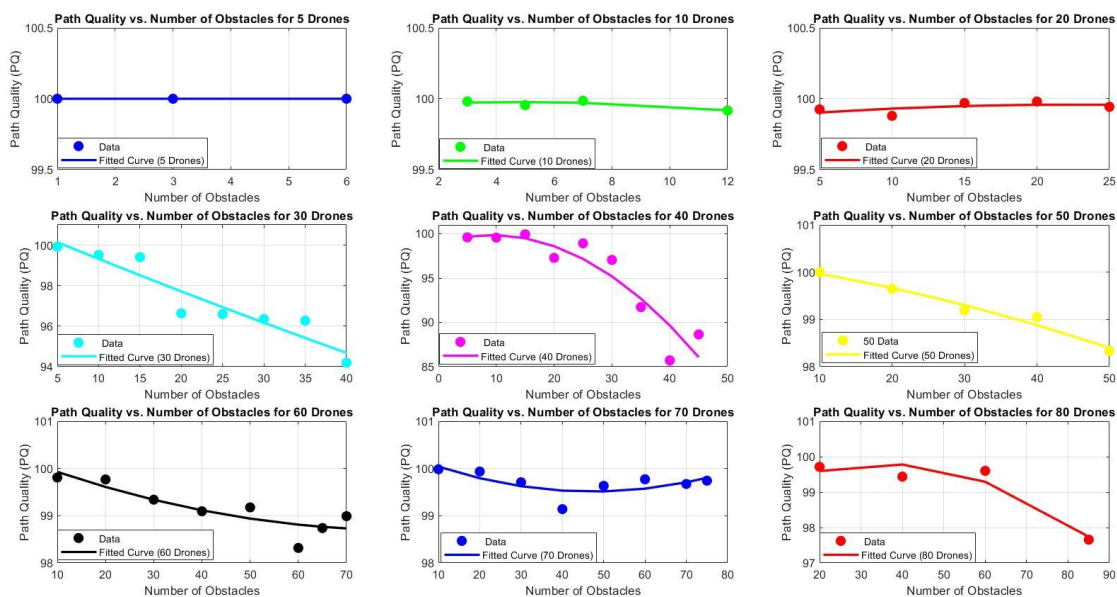 Path Quality vs. Number of Obstacles for 5 Drones
100.5
100
99.5
Path Quality (PQ)
Data
Fitted Curve (5 Drones)
1 2 3 4 5 6
Number of Obstacles
Path Quality vs. Number of Obstacles for 10 Drones
100.5
100
99.5
Path Quality (PQ)
Data
Fitted Curve (10 Drones)
2 4 6 8 10 12
Number of Obstacles
Path Quality vs. Number of Obstacles for 20 Drones
100.5
100
99.5
Path Quality (PQ)
Data
Fitted Curve (20 Drones)
5 10 15 20 25
Number of Obstacles
Path Quality vs. Number of Obstacles for 30 Drones
100
98
96
94
Path Quality (PQ)
Data
Fitted Curve (30 Drones)
5 10 15 20 25 30 35 40
Number of Obstacles
Path Quality vs. Number of Obstacles for 40 Drones
100
95
90
85
Path Quality (PQ)
Data
Fitted Curve (40 Drones)
0 10 20 30 40 50
Number of Obstacles
Path Quality vs. Number of Obstacles for 50 Drones
101
100
99
98
Path Quality (PQ)
50 Data
Fitted Curve (50 Drones)
10 20 30 40 50
Number of Obstacles
Path Quality vs. Number of Obstacles for 60 Drones
101
100
99
98
Path Quality (PQ)
Data
Fitted Curve (60 Drones)
10 20 30 40 50 60 70
Number of Obstacles
Path Quality vs. Number of Obstacles for 70 Drones
101
100
99
98
Path Quality (PQ)
Data
Fitted Curve (70 Drones)
10 20 30 40 50 60 70 80
Number of Obstacles
Path Quality vs. Number of Obstacles for 80 Drones
101
100
99
98
97
Path Quality (PQ)
Data
Fitted Curve (80 Drones)
20 30 40 50 60 70 80 90
Number of Obstacles